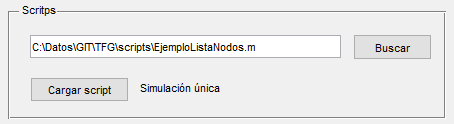 Scritps
C:\Datos\GIT\TFG\scripts\EjemploListaNodos.m
Buscar
Cargar script
Simulación única